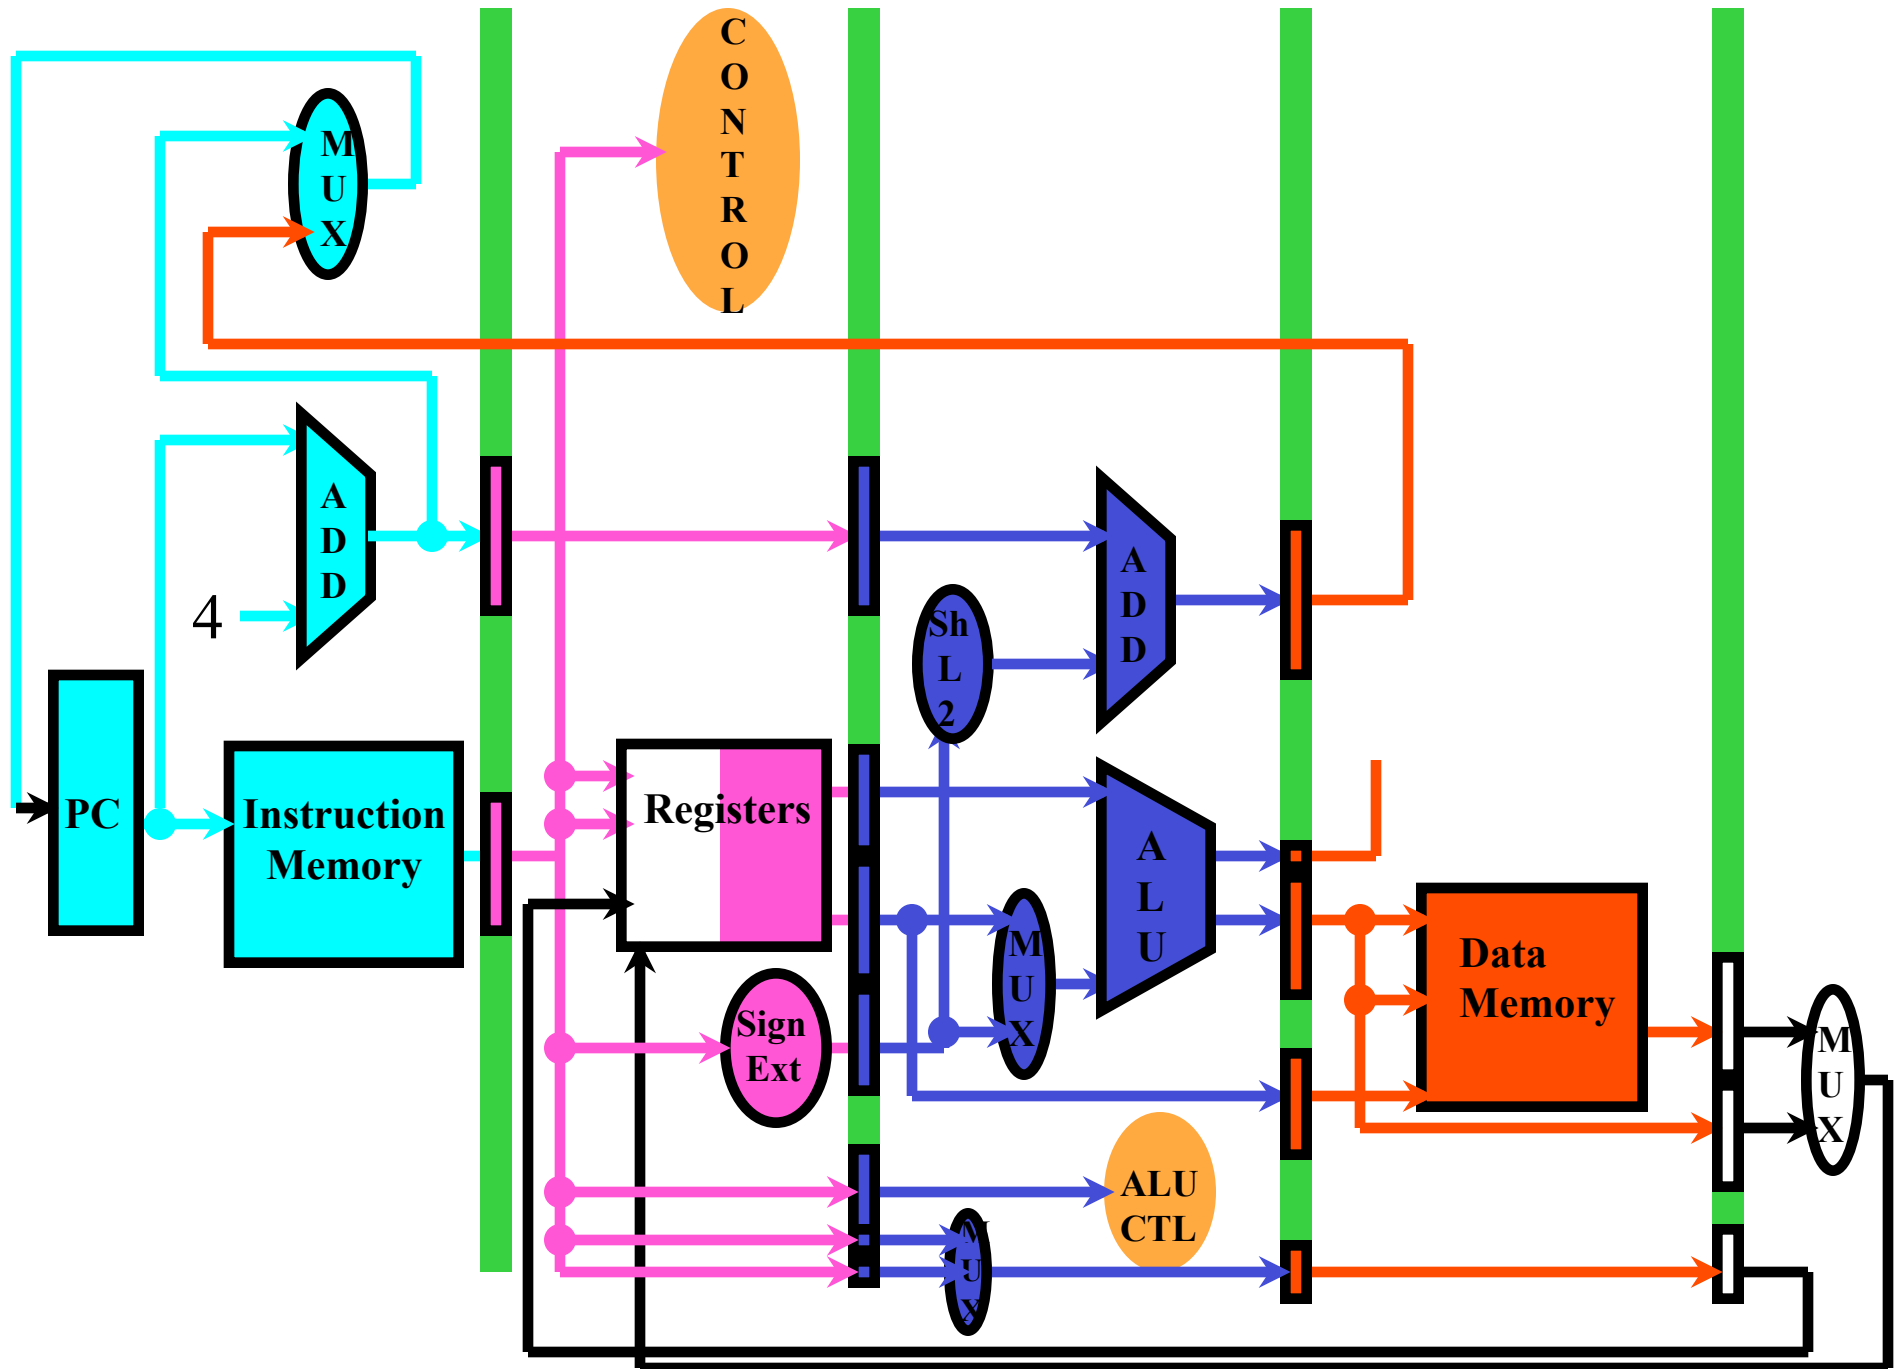 C
O
N
T
R
O
L
M
U
X
A
D
D
4
PC
Instruction
Memory
Registers
Sign
Ext
Sh
L
2
A
D
D
A
L
U
M
U
X
ALU
CTL
M
U
X
Data
Memory
M
U
X